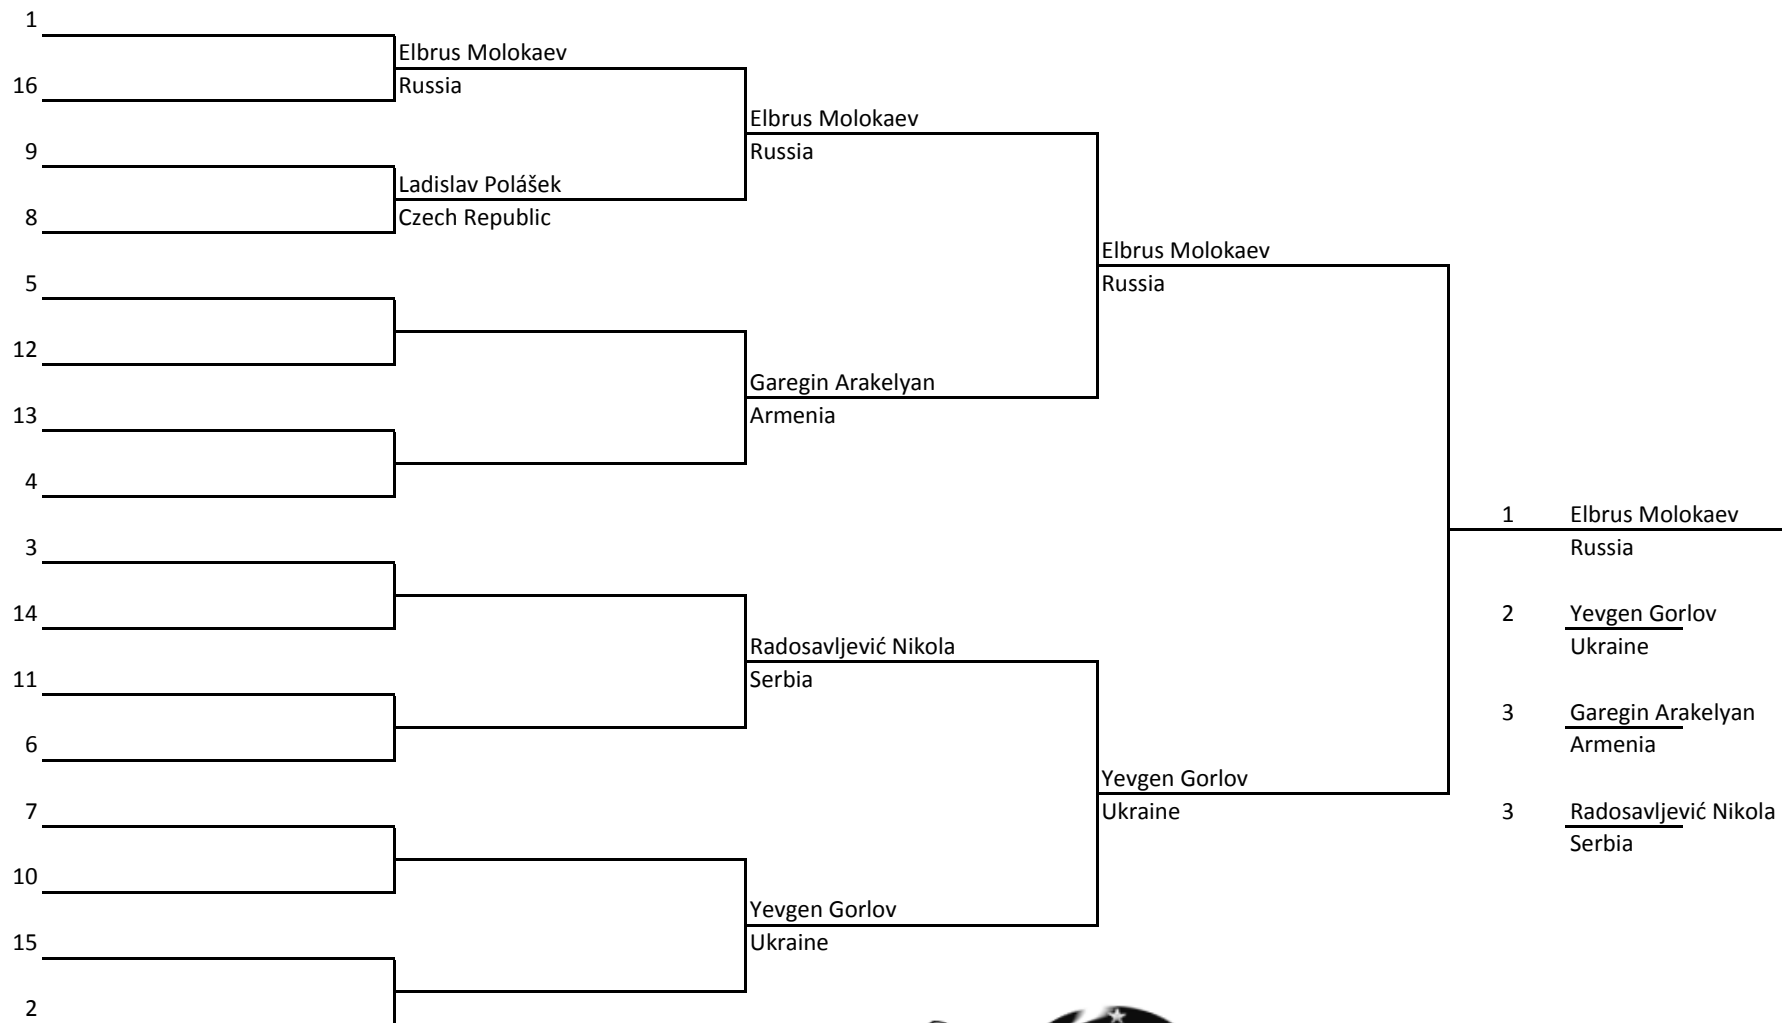 1
Elbrus Molokaev
16
Russia
Elbrus Molokaev
9
Russia
Ladislav Polášek
8
Czech Republic
Elbrus Molokaev
5
Russia
12
Garegin Arakelyan
13
Armenia
4
1 Elbrus Molokaev
3
Russia
14
2 Yevgen Gorlov
Radosavljević Nikola
Ukraine
11
Serbia
3 Garegin Arakelyan
6
Armenia
Yevgen Gorlov
7
Ukraine
3 Radosavljević Nikola
Serbia
10
Yevgen Gorlov
15
Ukraine
2